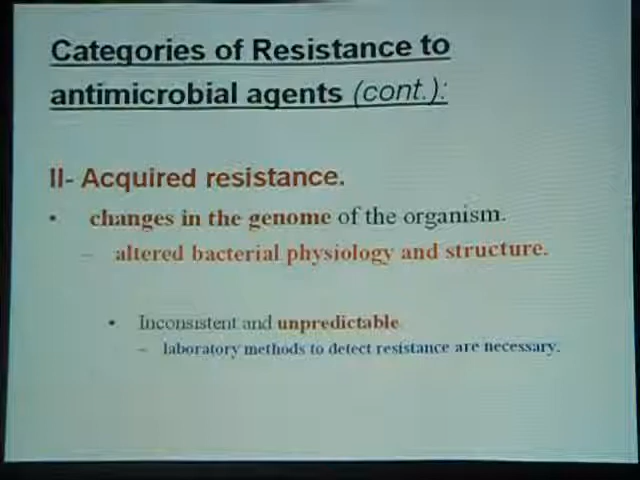 Categories of Resistance to
antimicrobial agents (cont.):
II- Acquired resistance.
• changes in the genome of the organism.
– altered bacterial physiology and structure.
• Inconsistent and unpredictable
– laboratory methods to detect resistance are necessary.